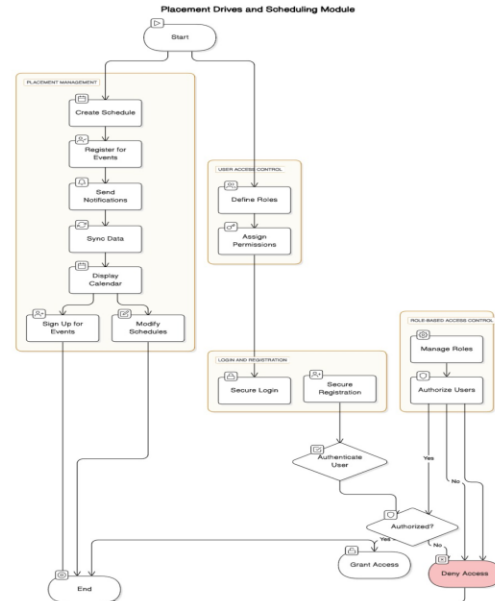 Placement Drives and Scheduling Module
Start
PLACEMENT MANAGEMENT
Create Schedule
Register for
Events
Send
Notifications
Sync Data
Display
Calendar
Sign Up for
Events
Modify
Schedules
USER ACCESS CONTROL
Define Roles
Assign
Permissions
LOGIN AND REGISTRATION
Secure Login
Secure
Registration
ROLE-BASED ACCESS CONTROL
Manage Roles
Authorize Users
Authenticate
User
Yes
No
Authorized?
Yes
No
Grant Access
Deny Access
End